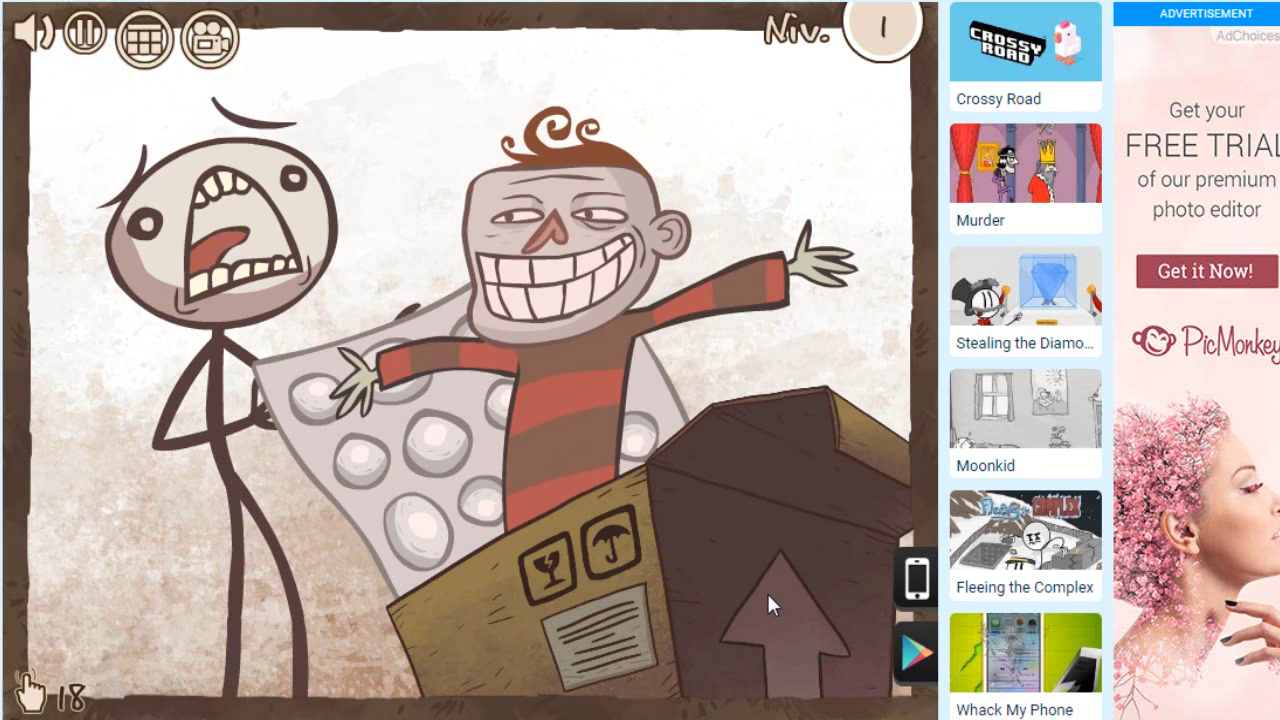 Niv. 1
18
CROSSY
ROAD
Crossy Road
Murder
Stealing the Diamo...
Moonkid
COMPLEX
Fleeing the Complex
Whack My Phone
ADVERTISEMENT
AdChoices
Get your
FREE TRIAL
of our premium
photo editor
Get it Now!
PicMonkey